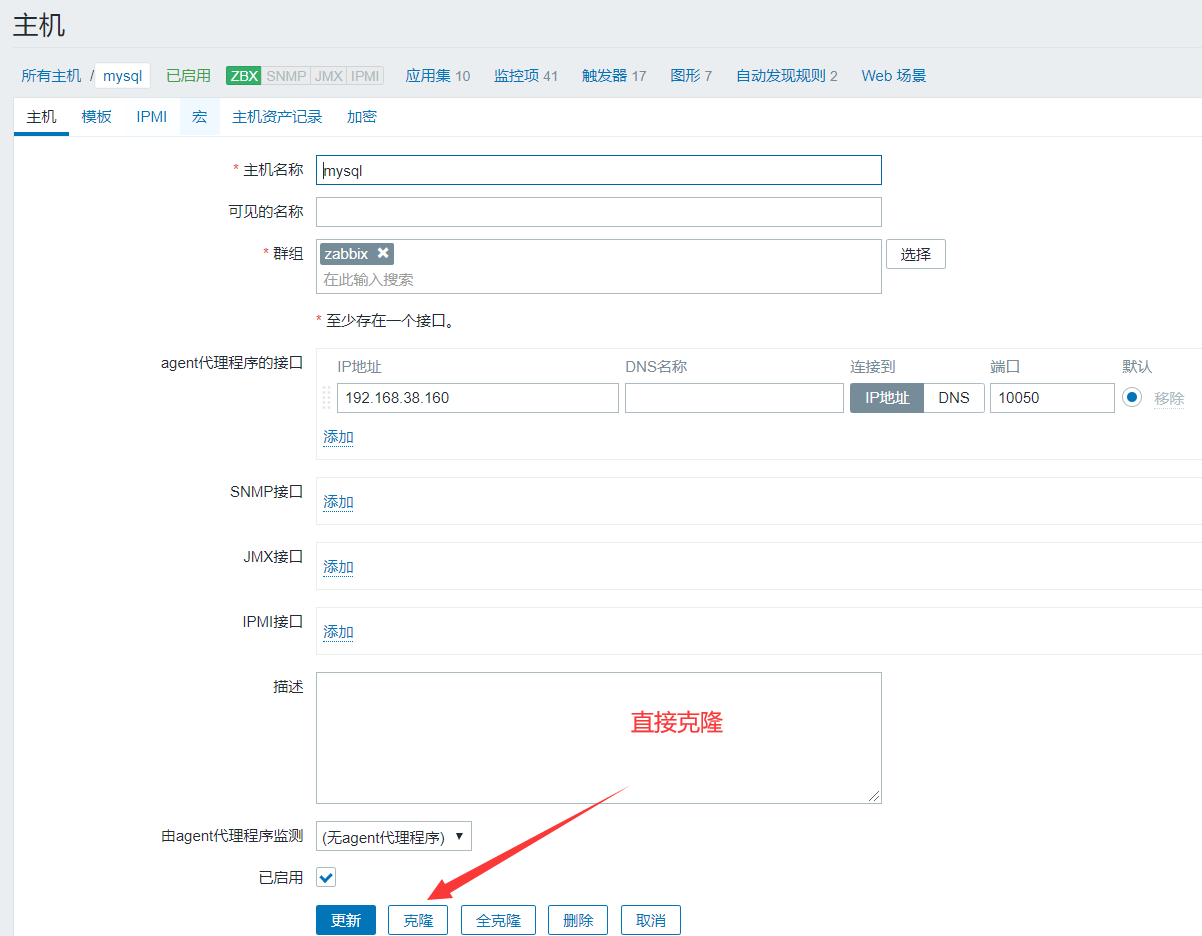 主机
所有主机 / mysql 已启用 ZBX SNMP JMX IPMI 应用集 10 监控项 41 触发器 17 图形 7 自动发现规则 2 Web 场景
主机 模板 IPMI 宏 主机资产记录 加密
* 主机名称 mysql
可见的名称
* 群组 zabbix ✖ 选择
在此输入搜索
* 至少存在一个接口。
agent代理程序的接口 IP地址 DNS名称 连接到 端口 默认
192.168.38.160 IP地址 DNS 10050 移除
添加
SNMP接口 添加
JMX接口 添加
IPMI接口 添加
描述
直接克隆
由agent代理程序监测 (无agent代理程序) ▼
已启用
更新 克隆 全克隆 删除 取消